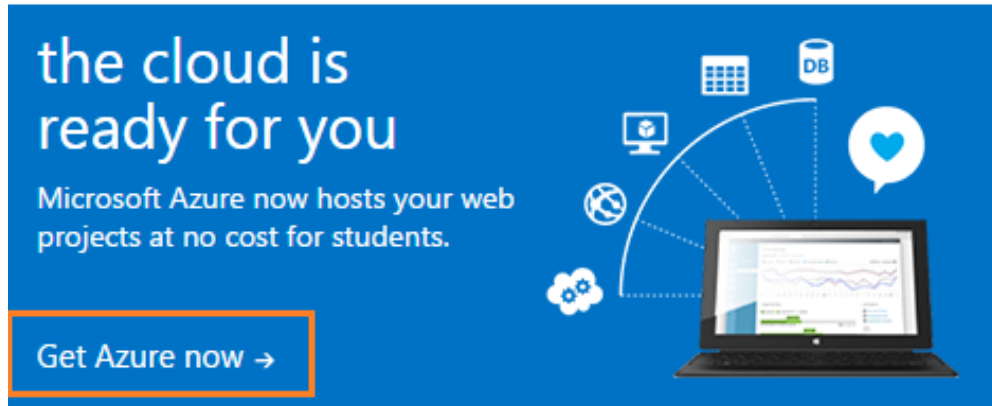 the cloud is
ready for you
Microsoft Azure now hosts your web
projects at no cost for students.
Get Azure now →
DB